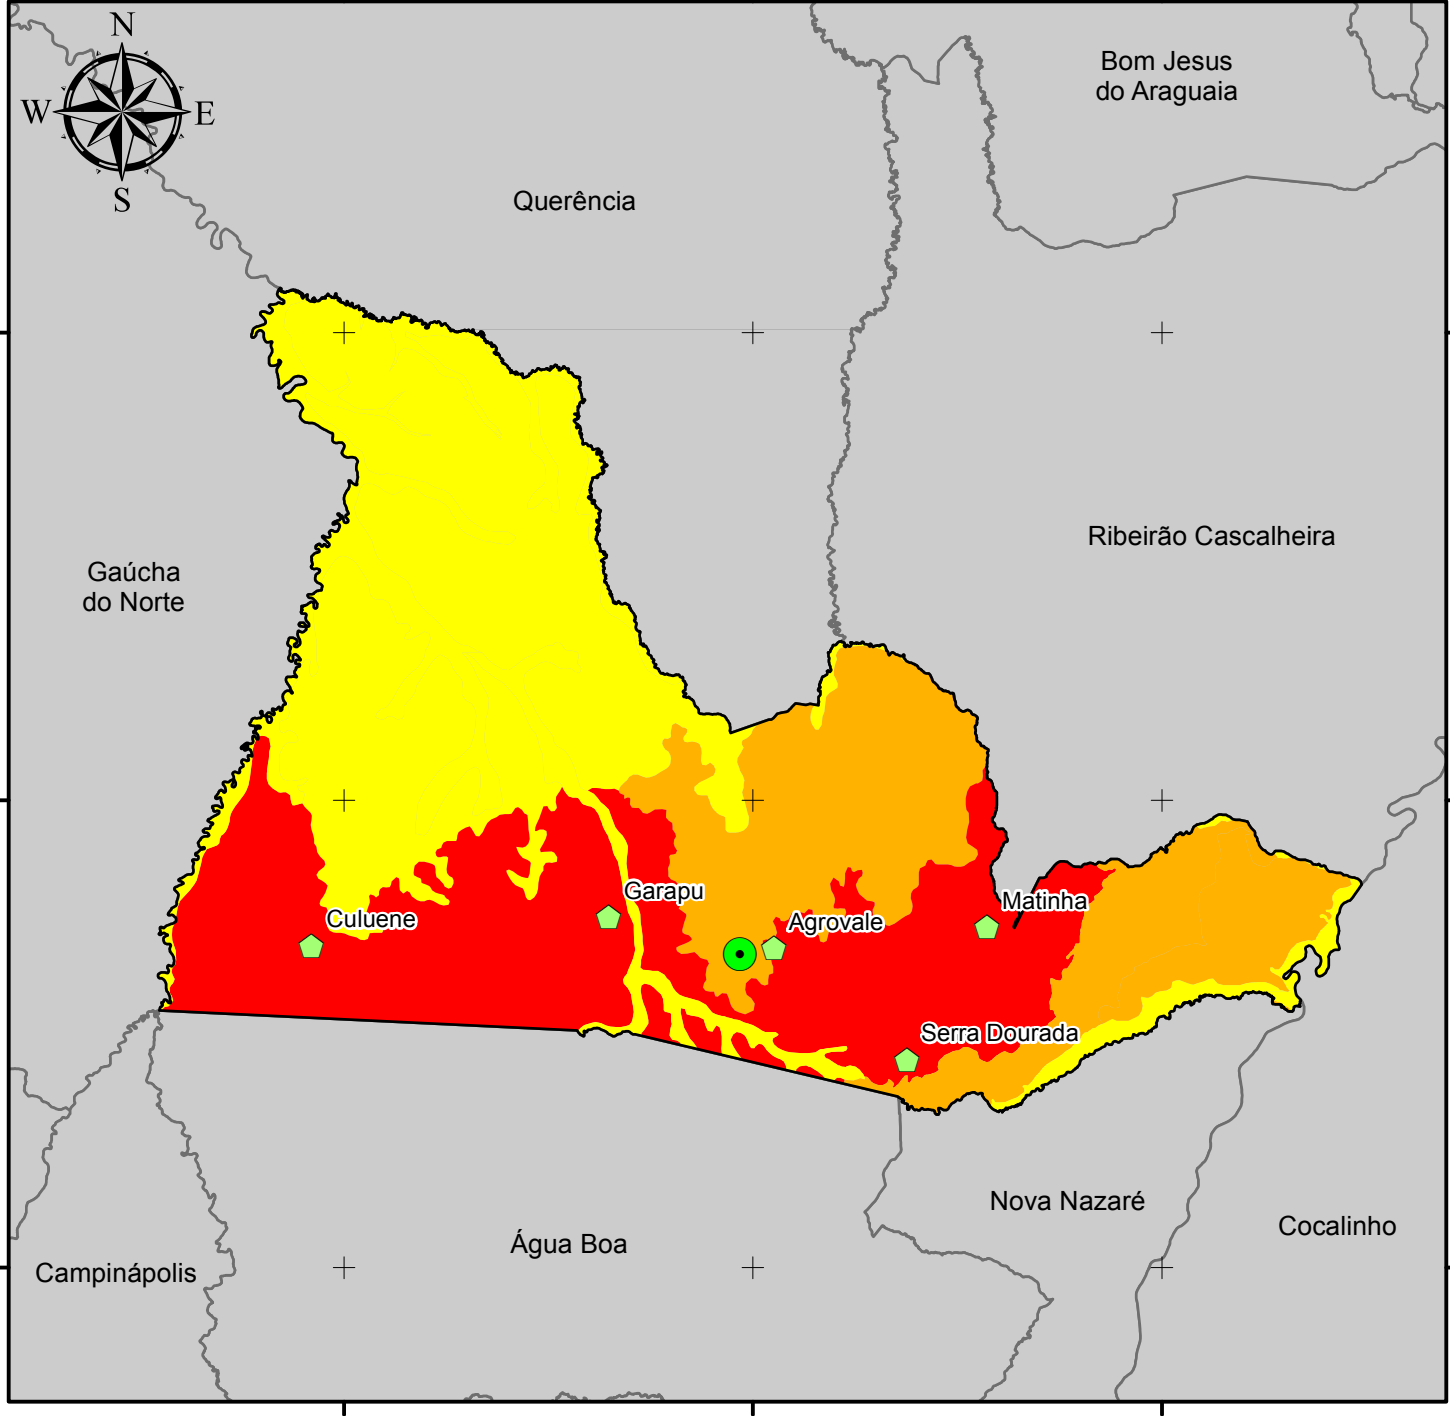 N
W
E
S
Bom Jesus
do Araguaia
Querência
Ribeirão Cascalheira
Gaúcha
do Norte
Garapu
Matinha
Culuene
Agrovale
Serra Dourada
Nova Nazaré
Cocalinho
Água Boa
Campinápolis